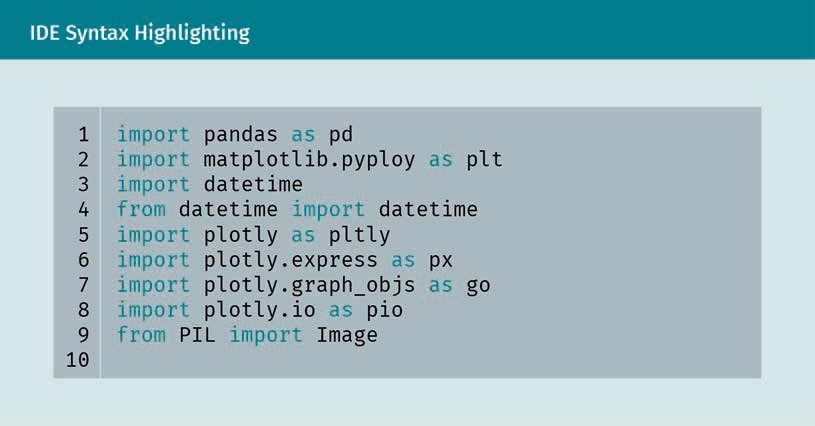 IDE Syntax Highlighting
1 import pandas as pd
2 import matplotlib.pyploy as plt
3 import datetime
4 from datetime import datetime
5 import plotly as pltly
6 import plotly.express as px
7 import plotly.graph_objs as go
8 import plotly.io as pio
9 from PIL import Image
10